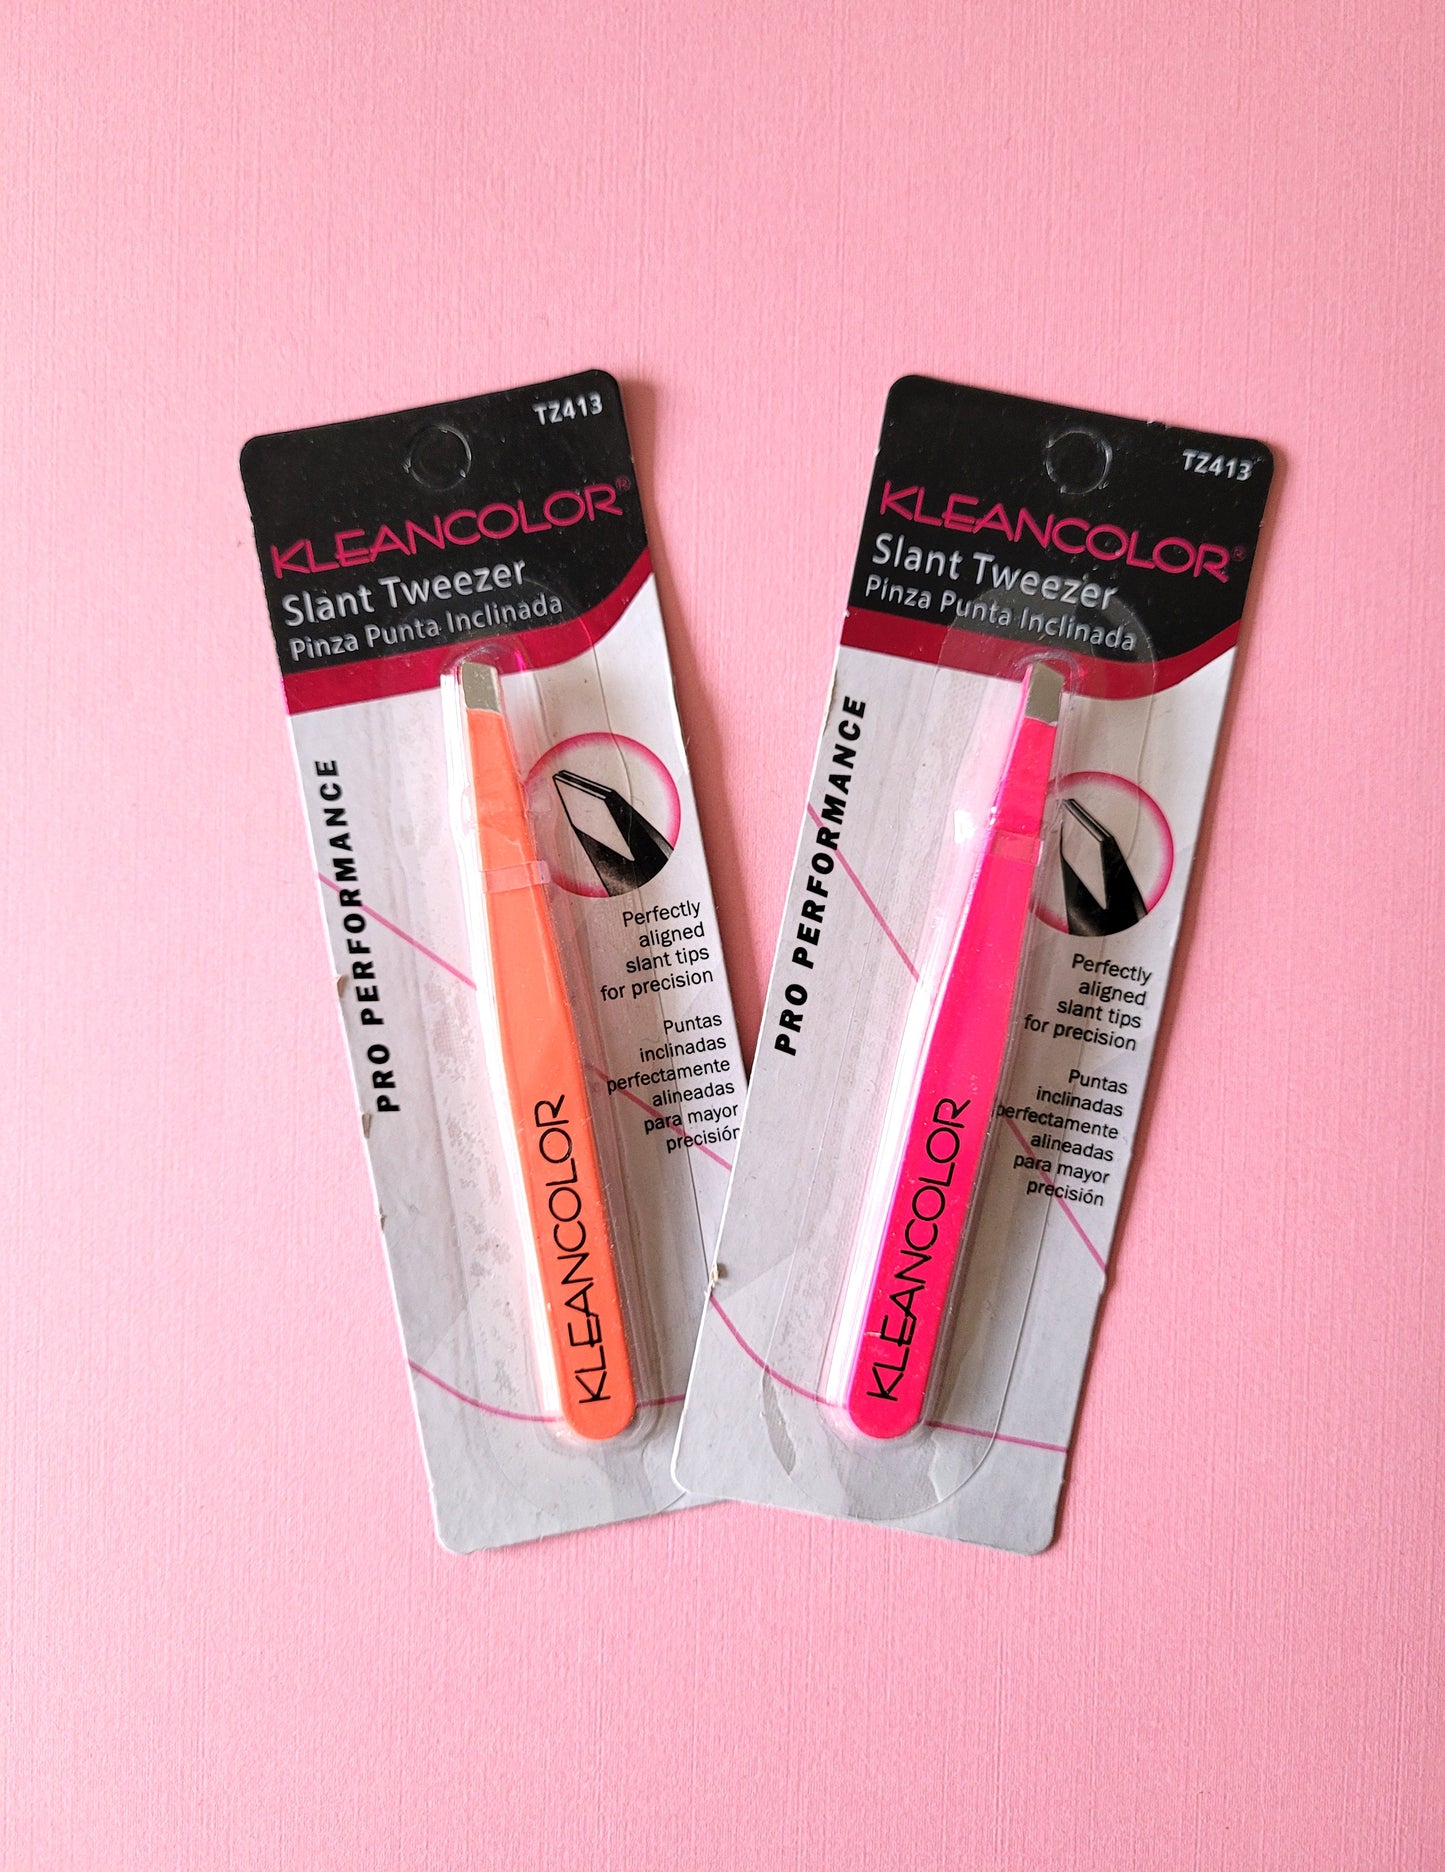 TZ413
KLEANCOLOR®
Slant Tweezer
Pinza Punta Inclinada
PRO PERFORMANCE
Perfectly
aligned
slant tips
for precision
Puntas
inclinadas
perfectamente
alineadas
para mayor
precisión
KLEANCOLOR
TZ413
KLEANCOLOR®
Slant Tweezer
Pinza Punta Inclinada
PRO PERFORMANCE
Perfectly
aligned
slant tips
for precision
Puntas
inclinadas
perfectamente
alineadas
para mayor
precisión
KLEANCOLOR